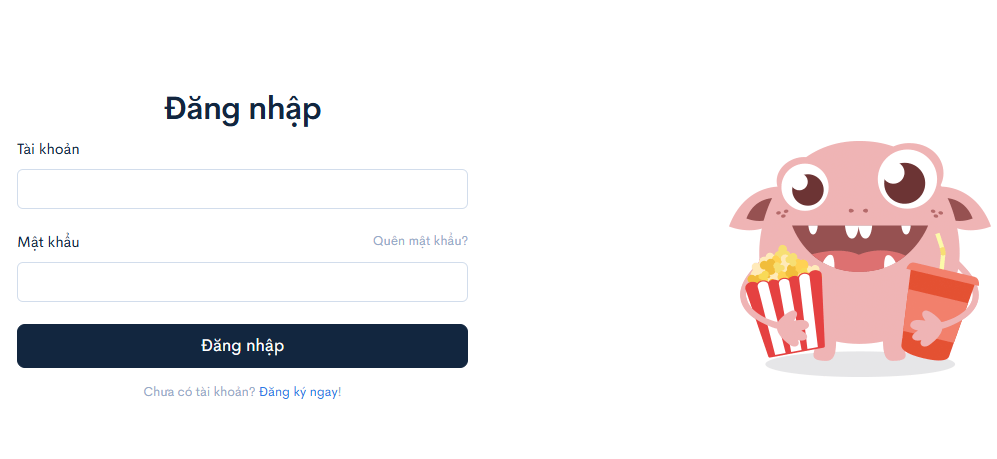 Đăng nhập
Tài khoản
Mật khẩu
Quên mật khẩu?
Đăng nhập
Chưa có tài khoản? Đăng ký ngay!